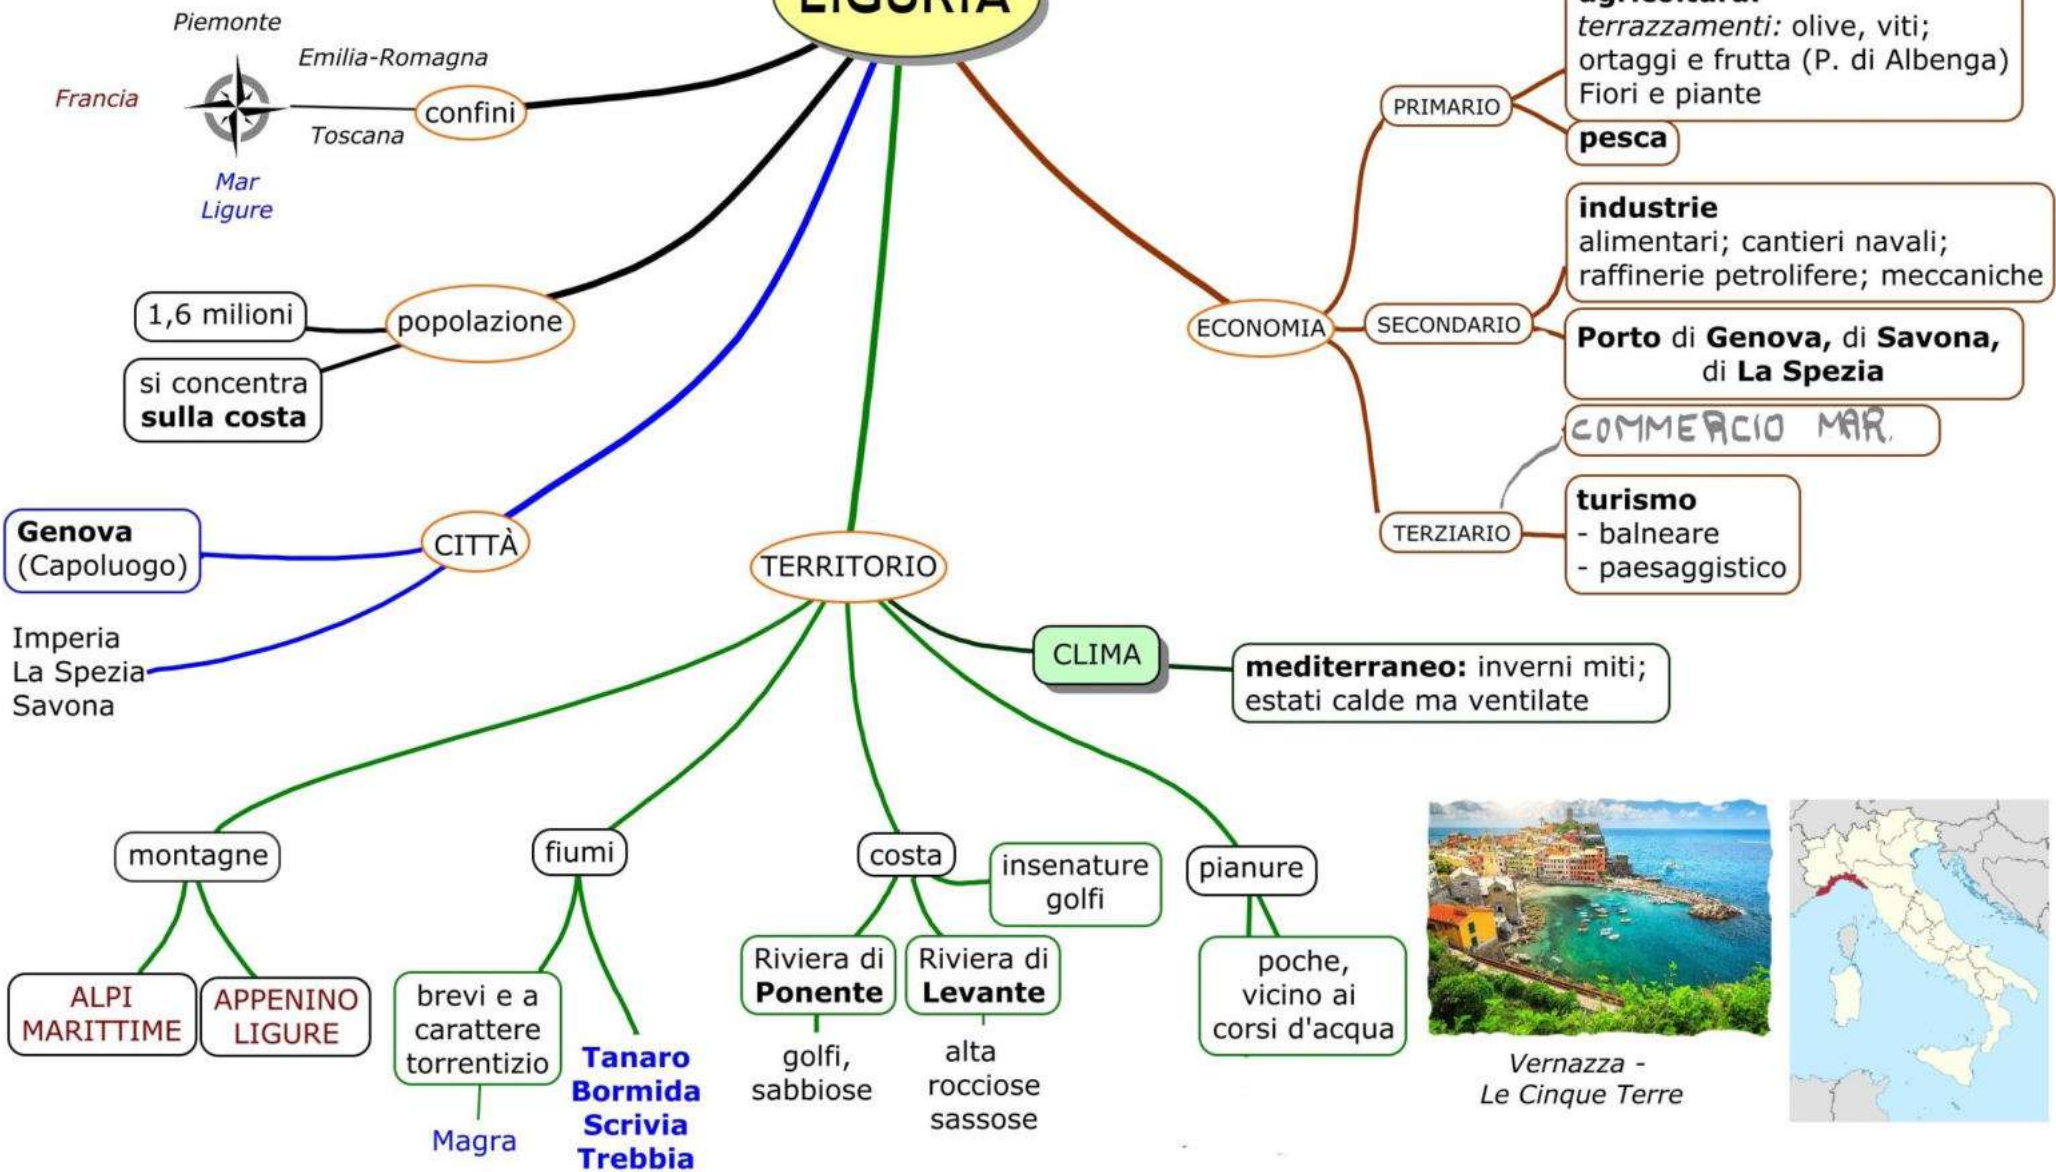 LIGURIA
Piemonte
Emilia-Romagna
Francia
Toscana
Mar
Ligure
confini
1,6 milioni
si concentra
sulla costa
popolazione
Genova
(Capoluogo)
Imperia
La Spezia
Savona
CITTÀ
ECONOMIA
PRIMARIO
agricoltura:
terrazzamenti: olive, viti;
ortaggi e frutta (P. di Albenga)
Fiori e piante
pesca
SECONDARIO
industrie
alimentari; cantieri navali;
raffinerie petrolifere; meccaniche
Porto di Genova, di Savona,
di La Spezia
TERZIARIO
COMMERCIO MAR.
turismo
- balneare
- paesaggistico
TERRITORIO
CLIMA
mediterraneo: inverni miti;
estati calde ma ventilate
montagne
ALPI
MARITTIME
APPENINO
LIGURE
fiumi
brevi e a
carattere
torrentizio
Magra
Tanaro
Bormida
Scrivia
Trebbia
costa
insenature
golfi
Riviera di
Ponente
golfi,
sabbiose
Riviera di
Levante
alta
rocciose
sassose
pianure
poche,
vicino ai
corsi d'acqua
Vernazza -
Le Cinque Terre